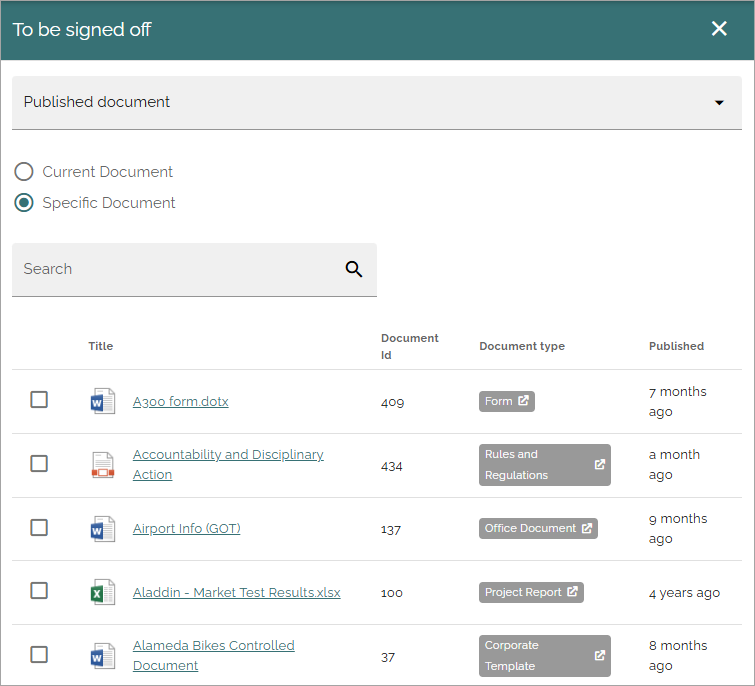 To be signed off
Published document
Current Document
Specific Document
Search
Title
Document Id
Document type
Published
A300 form.dotx
409
Form
7 months ago
Accountability and Disciplinary Action
434
Rules and Regulations
a month ago
Airport Info (GOT)
137
Office Document
9 months ago
Aladdin - Market Test Results.xlsx
100
Project Report
4 years ago
Alameda Bikes Controlled Document
37
Corporate Template
8 months ago